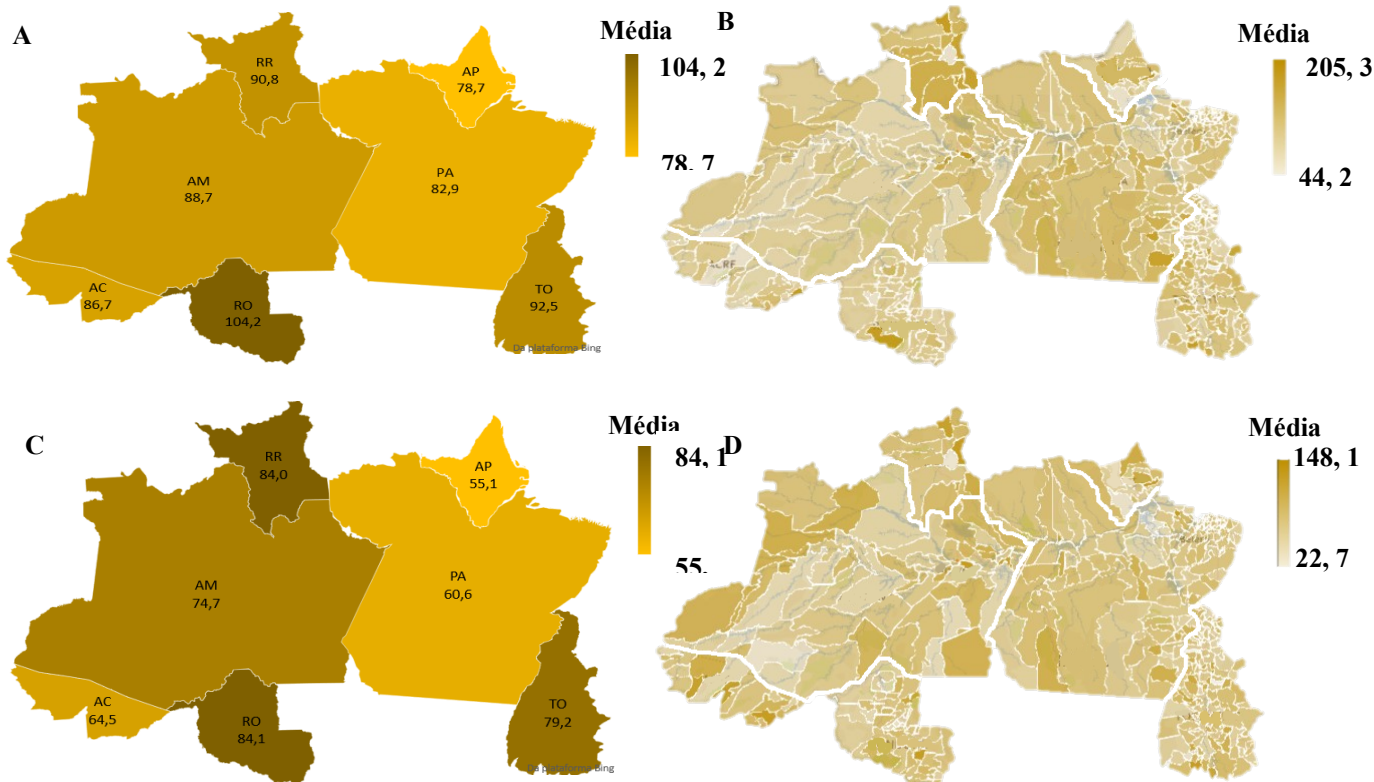 A
Média
104, 2
78, 7
RR
90,8
AP
78,7
AM
88,7
PA
82,9
AC
86,7
RO
104,2
TO
92,5
Da plataforma Bing
B
Média
205, 3
44, 2
C
Média
84, 1
55,
RR
84,0
AP
55,1
AM
74,7
PA
60,6
AC
64,5
RO
84,1
TO
79,2
Da plataforma Bing
D
Média
148, 1
22, 7